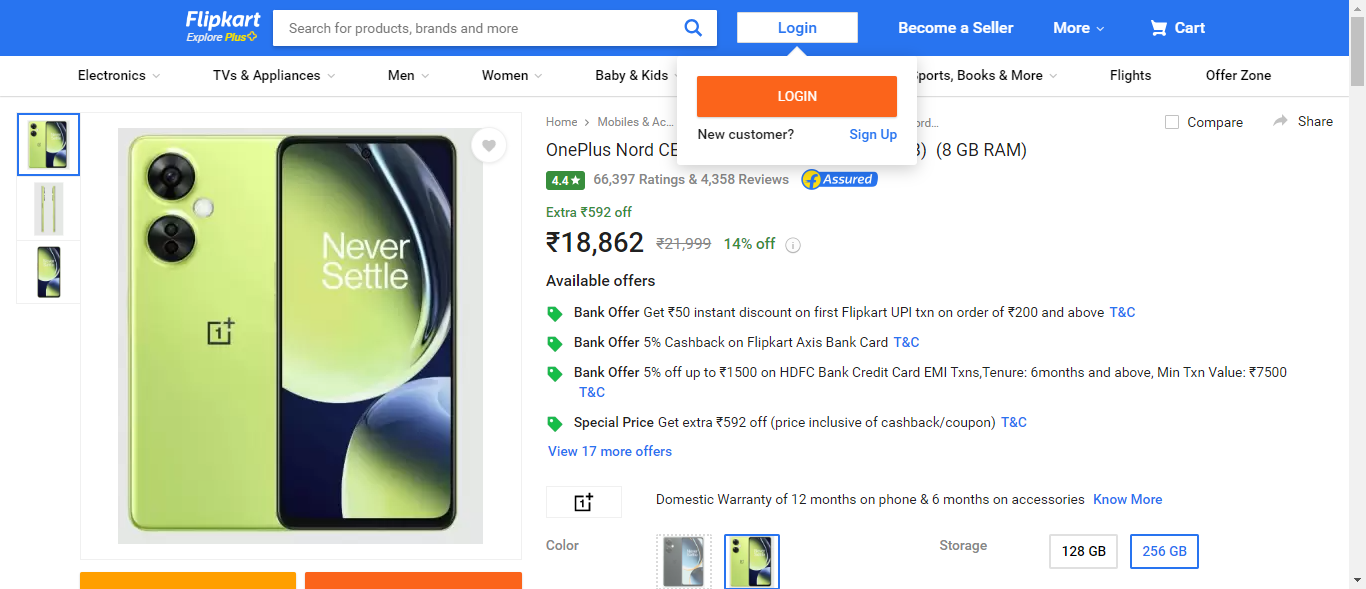 Flipkart
Explore Plus
Search for products, brands and more
Login
Become a Seller
More
Cart
Electronics
TVs & Appliances
Men
Women
Baby & Kids
Sports, Books & More
Flights
Offer Zone
LOGIN
New customer?
Sign Up
Home
Mobiles & Ac...
Compare
Share
OnePlus Nord CE
(8 GB RAM)
4.4★
66,397 Ratings & 4,358 Reviews
Assured
Extra ₹592 off
₹18,862 ₹21,999 14% off
Available offers
Bank Offer Get ₹50 instant discount on first Flipkart UPI txn on order of ₹200 and above T&C
Bank Offer 5% Cashback on Flipkart Axis Bank Card T&C
Bank Offer 5% off up to ₹1500 on HDFC Bank Credit Card EMI Txns,Tenure: 6months and above, Min Txn Value: ₹7500
T&C
Special Price Get extra ₹592 off (price inclusive of cashback/coupon) T&C
View 17 more offers
Domestic Warranty of 12 months on phone & 6 months on accessories Know More
Color
Storage
128 GB
256 GB
Never
Settle